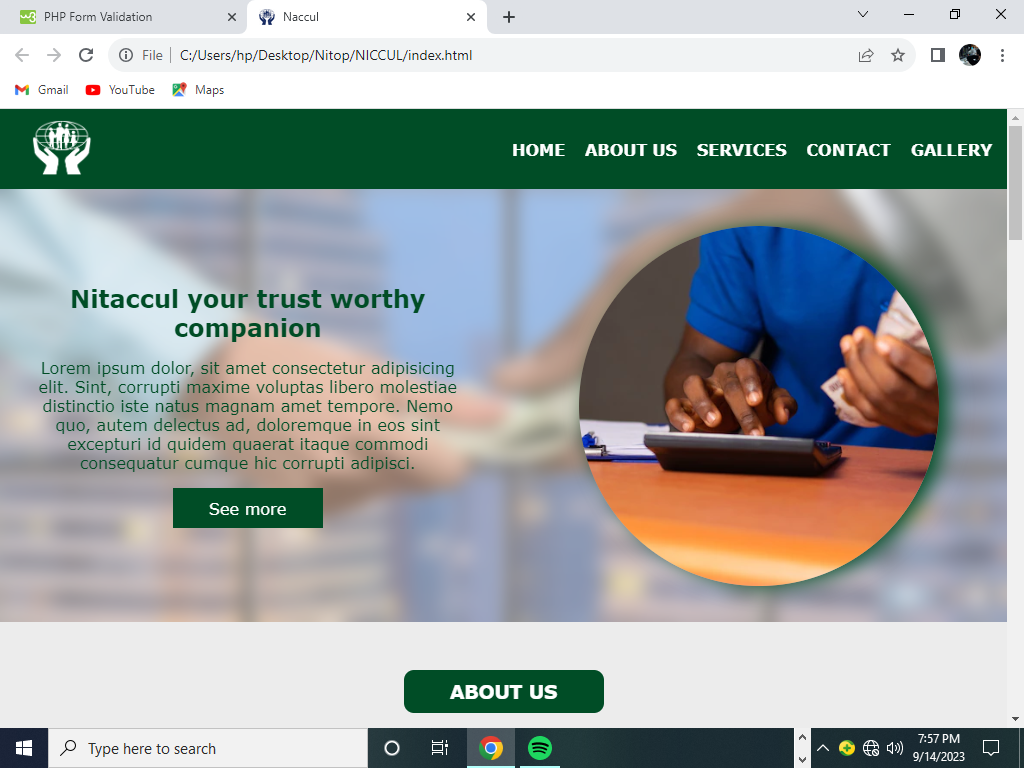 PHP Form Validation
Naccul
File
C:/Users/hp/Desktop/Nitop/NICCUL/index.html
Gmail
YouTube
Maps
HOME ABOUT US SERVICES CONTACT GALLERY
Nitaccul your trust worthy
companion
Lorem ipsum dolor, sit amet consectetur adipisicing
elit. Sint, corrupti maxime voluptas libero molestiae
distinctio iste natus magnam amet tempore. Nemo
quo, autem delectus ad, doloremque in eos sint
excepturi id quidem quaerat itaque commodi
consequatur cumque hic corrupti adipisci.
See more
ABOUT US
Type here to search
7:57 PM
9/14/2023